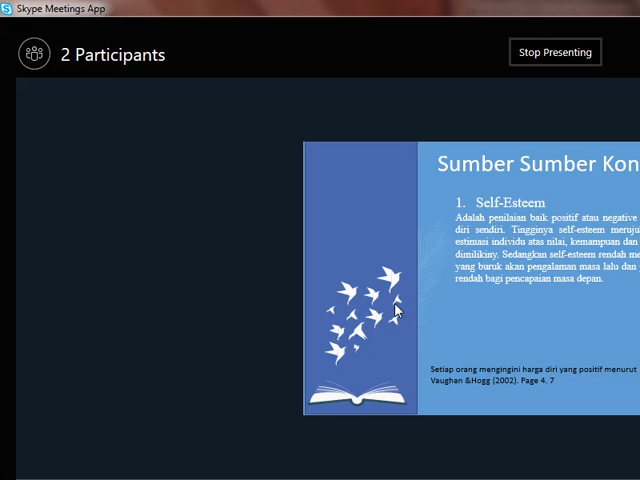 Skype Meetings App
2 Participants
Stop Presenting
Sumber Sumber Kon
1. Self-Esteem
Adalah penilaian baik positif atau negative
diri sendiri. Tingginya self-esteem meruju
estimasi individu atas nilai, kemampuan dan
dimilikiny. Sedangkan self-esteem rendah me
yang buruk akan pengalaman masa lalu dan
rendah bagi pencapaian masa depan.
Setiap orang mengingini harga diri yang positif menurut
Vaughan &Hogg (2002). Page 4. 7